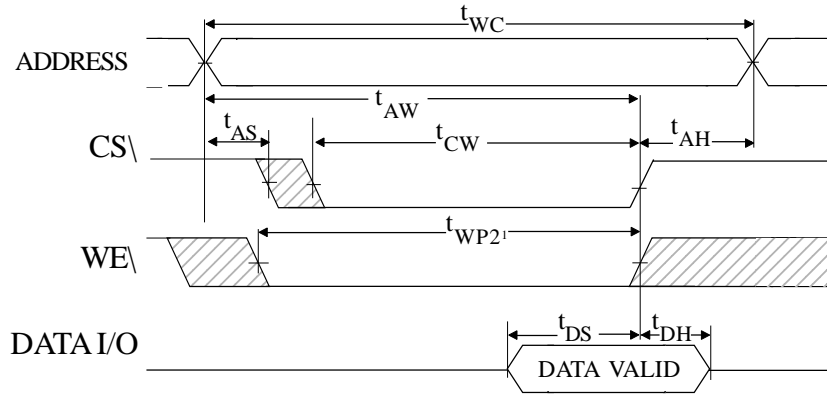 tWC
ADDRESS
tAW
tAS
tCW
tAH
CS\
tWP2¹
WE\
tDS
tDH
DATA I/O
DATA VALID